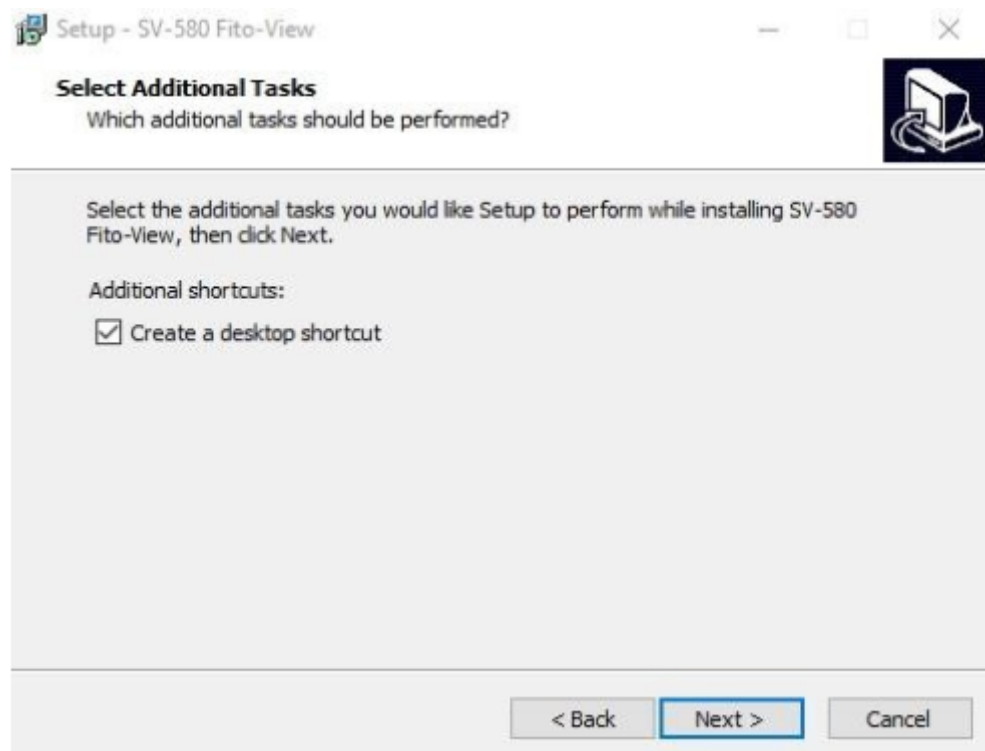 Setup - SV-580 Fito-View
Select Additional Tasks
Which additional tasks should be performed?
Select the additional tasks you would like Setup to perform while installing SV-580
Fito-View, then click Next.
Additional shortcuts:
Create a desktop shortcut
< Back Next > Cancel